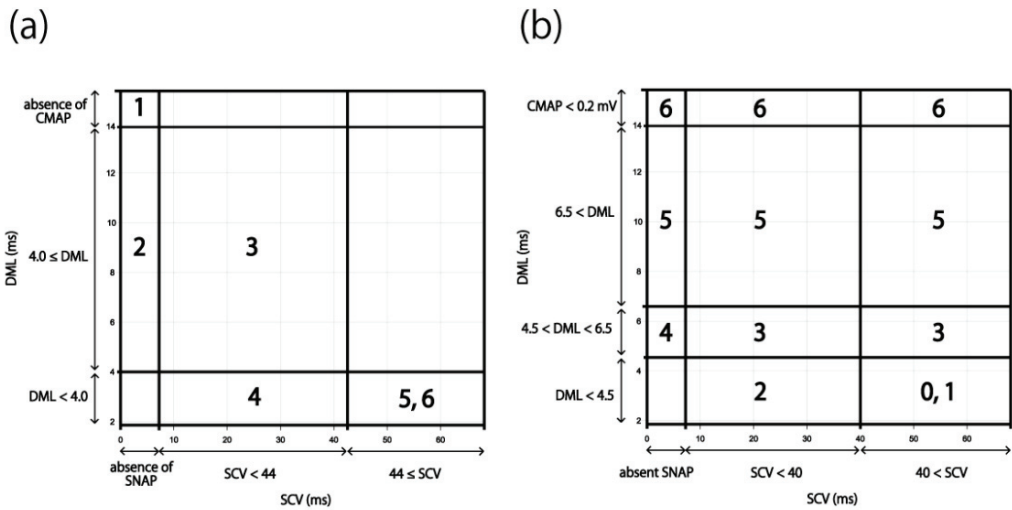 (a)
absence of
CMAP
1
14
12
10
8
6
4
2
DML (ms)
4.0 ≤ DML
2
3
DML < 4.0
4
5, 6
0
10
20
30
40
50
60
absence of
SNAP
SCV < 44
44 ≤ SCV
SCV (ms)
(b)
CMAP < 0.2 mV
6
6
6
14
12
10
8
6
4
2
DML (ms)
6.5 < DML
5
5
5
4.5 < DML < 6.5
4
3
3
DML < 4.5
2
0, 1
0
10
20
30
40
50
60
absent SNAP
SCV < 40
40 < SCV
SCV (ms)